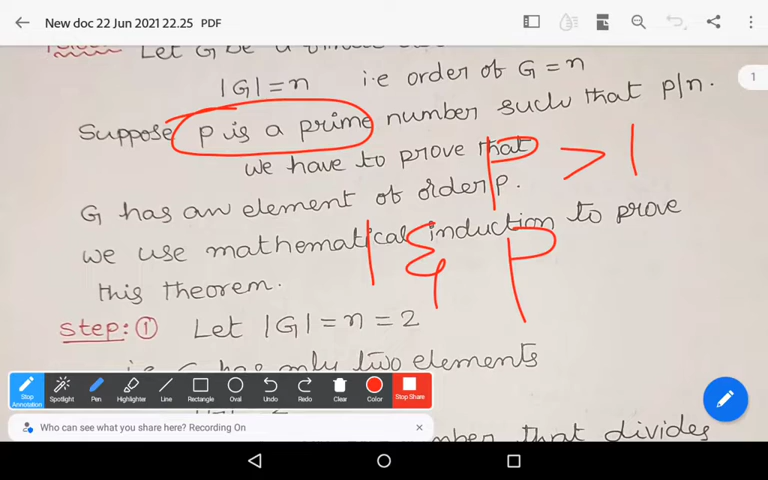 New doc 22 Jun 2021 22.25 PDF
Let G be a
|G| = n i.e order of G = n
Suppose p is a prime number such that p/n.
we have to prove that
G has an element of order p.
P > 1
we use mathematical induction to prove
1 & P
this theorem.
Step: ① Let |G| = n = 2
only two elements
that divides
1
Stop Annotation Spotlight Pen Highlighter Line Rectangle Oval Undo Redo Clear Color Stop Share
Who can see what you share here? Recording On